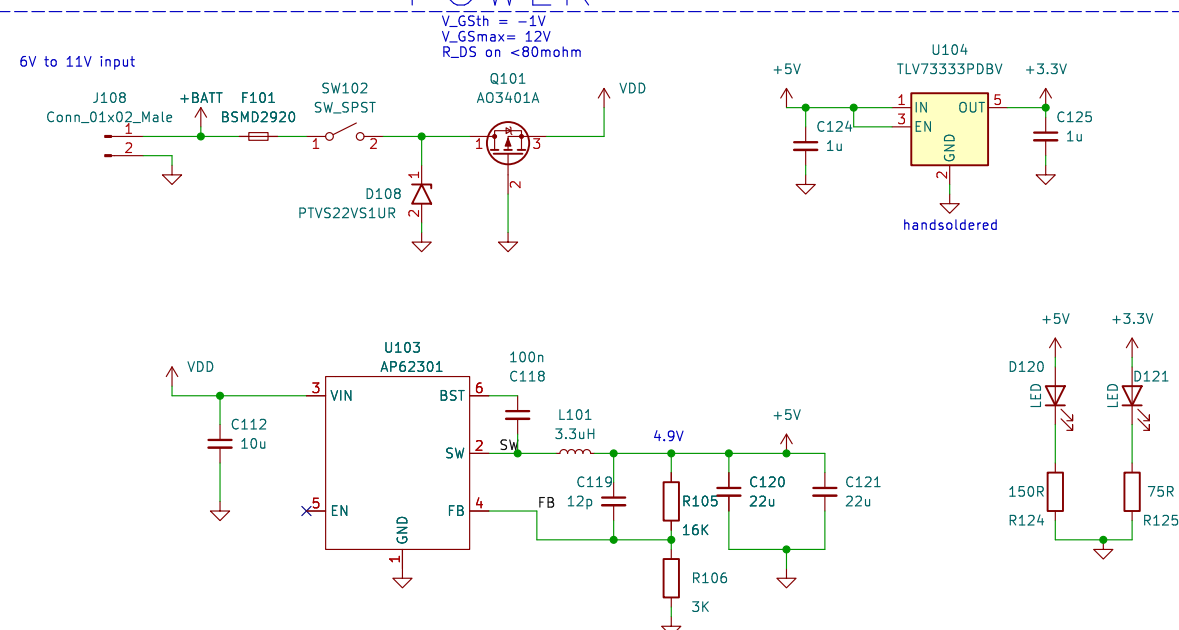 POWER
V_GSth = -1V
V_GSmax= 12V
R_DS on <80mohm
6V to 11V input
J108
Conn_01x02_Male
1
2
+BATT
F101
BSMD2920
SW102
SW_SPST
1
2
Q101
AO3401A
1
3
2
VDD
D108
PTVS22VS1UR
1
2
U104
TLV73333PDBV
+5V
+3.3V
C124
1u
1
IN
3
EN
OUT
5
GND
2
C125
1u
handsoldered
VDD
C112
10u
U103
AP62301
3
VIN
5
EN
GND
1
BST
6
SW
2
FB
4
100n
C118
SW
L101
3.3uH
FB
C119
12p
4.9V
R105
16K
R106
3K
C120
22u
+5V
C121
22u
+5V
D120
LED
150R
R124
+3.3V
D121
LED
75R
R125